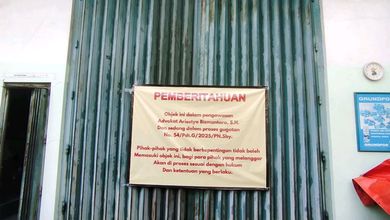 PEMBERITAHUAN
Objek ini dalam pengawasan
Advokat Ariestya Bismantara, S.H.
Dan sedang dalam proses gugatan
No. 54/Pdt.G/2025/PN.Sby.
Pihak-pihak yang tidak berkepentingan tidak boleh
Memasuki objek ini, bagi para pihak yang melanggar
Akan di proses sesuai dengan hukum
Dan ketentuan yang berlaku.
GRUNDFOS
GRUNDFOS